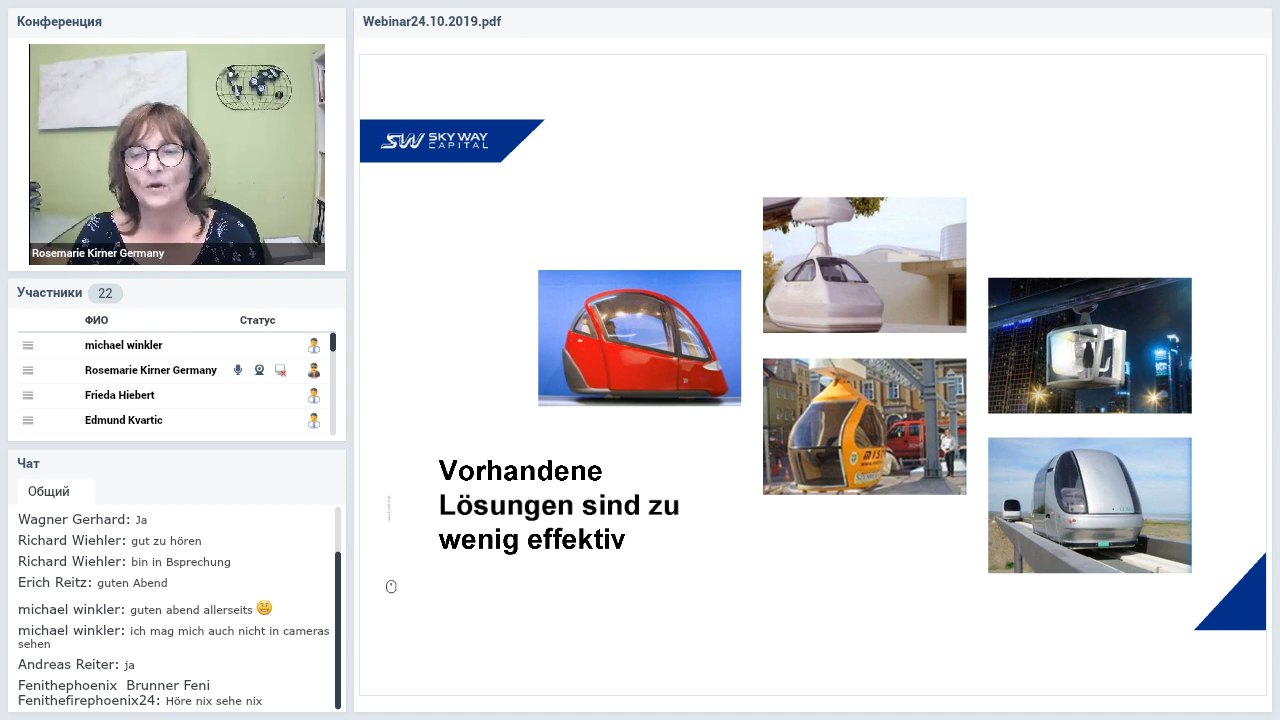 Конференция
Rosemarie Kirner Germany
Участники 22
ФИО Статус
michael winkler
Rosemarie Kirner Germany
Frieda Hiebert
Edmund Kvartic
Чат
Общий
Wagner Gerhard: Ja
Richard Wiehler: gut zu hören
Richard Wiehler: bin in Bsprechung
Erich Reitz: guten Abend
michael winkler: guten abend allerseits
michael winkler: ich mag mich auch nicht in cameras
sehen
Andreas Reiter: ja
Fenithephoenix Brunner Feni
Fenithefirephoenix24: Höre nix sehe nix
Webinar24.10.2019.pdf
SW SKYWAY
CAPITAL
Vorhandene
Lösungen sind zu
wenig effektiv